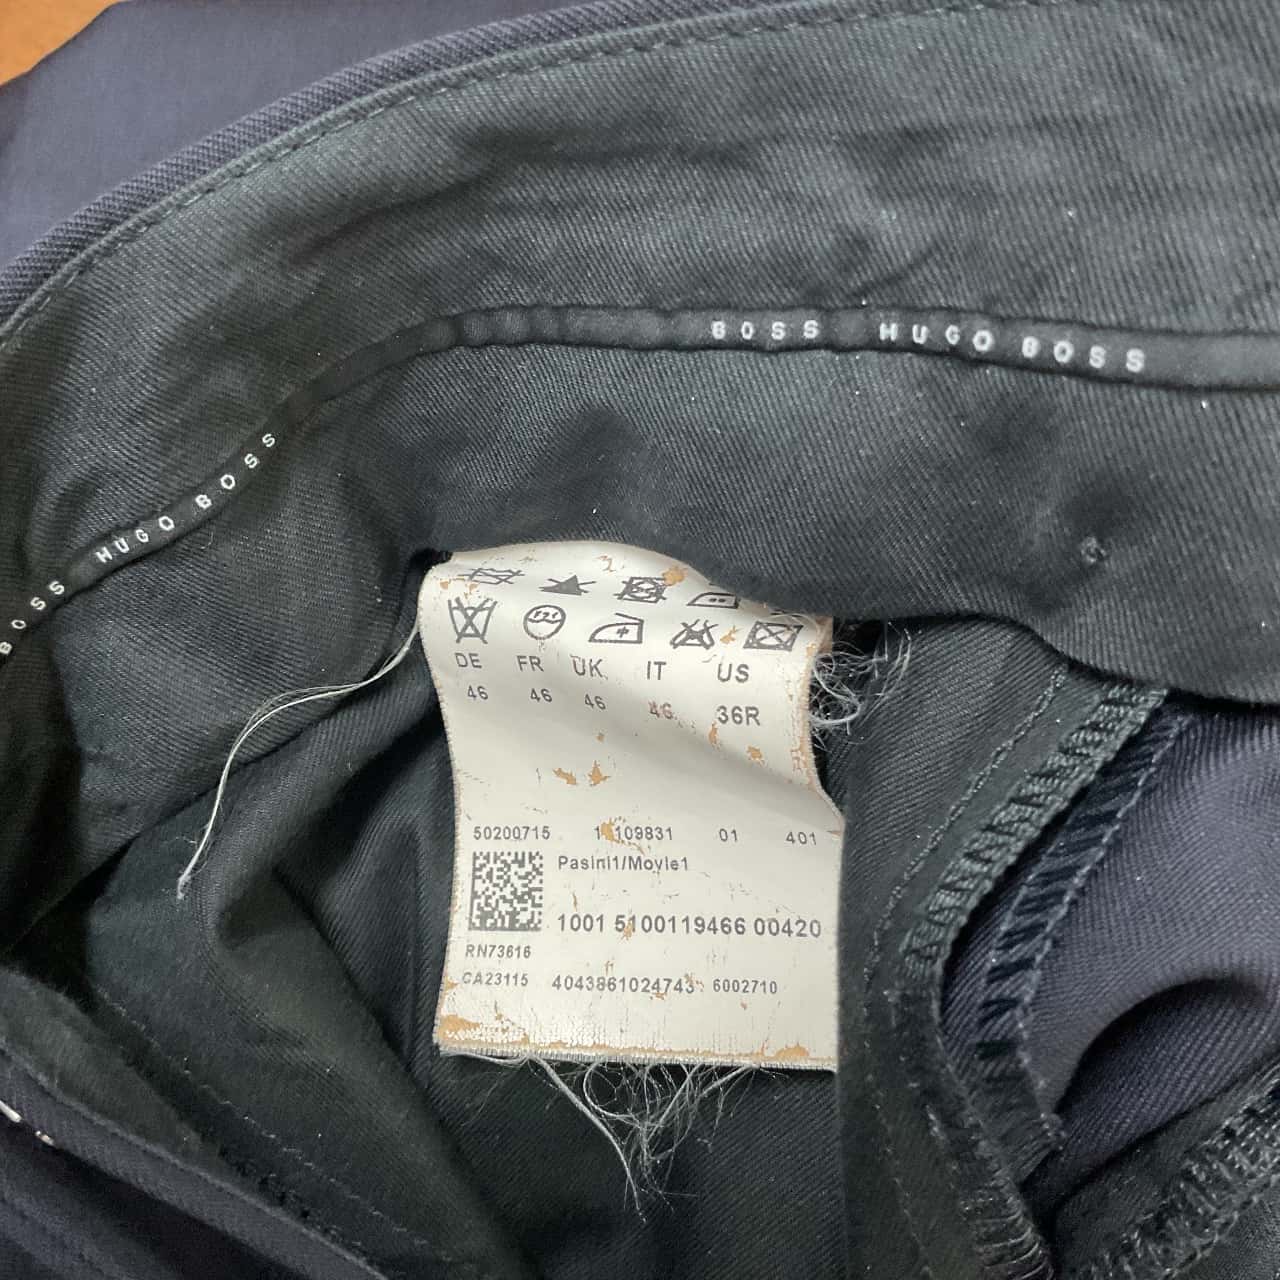 BOSS HUGO BOSS
BOSS HUGO BOSS
DE FR UK IT US
46 46 46 46 36R
50200715 10109831 01 401
Pasini1/Movie1
1001 5100119466 00420
RN73616
CA23115 4043861024743 6002710